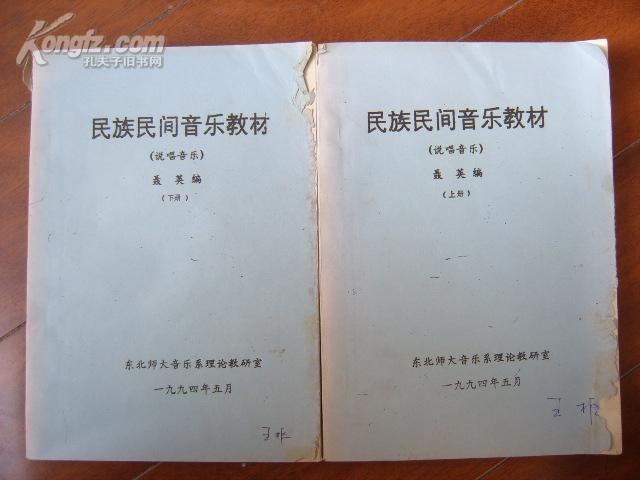 Kongfz.com
孔夫子旧书网
民族民间音乐教材
(说唱音乐)
聂英编
(下册)
东北师大音乐系理论教研室
一九九四年五月
民族民间音乐教材
(说唱音乐)
聂英编
(上册)
东北师大音乐系理论教研室
一九九四年五月